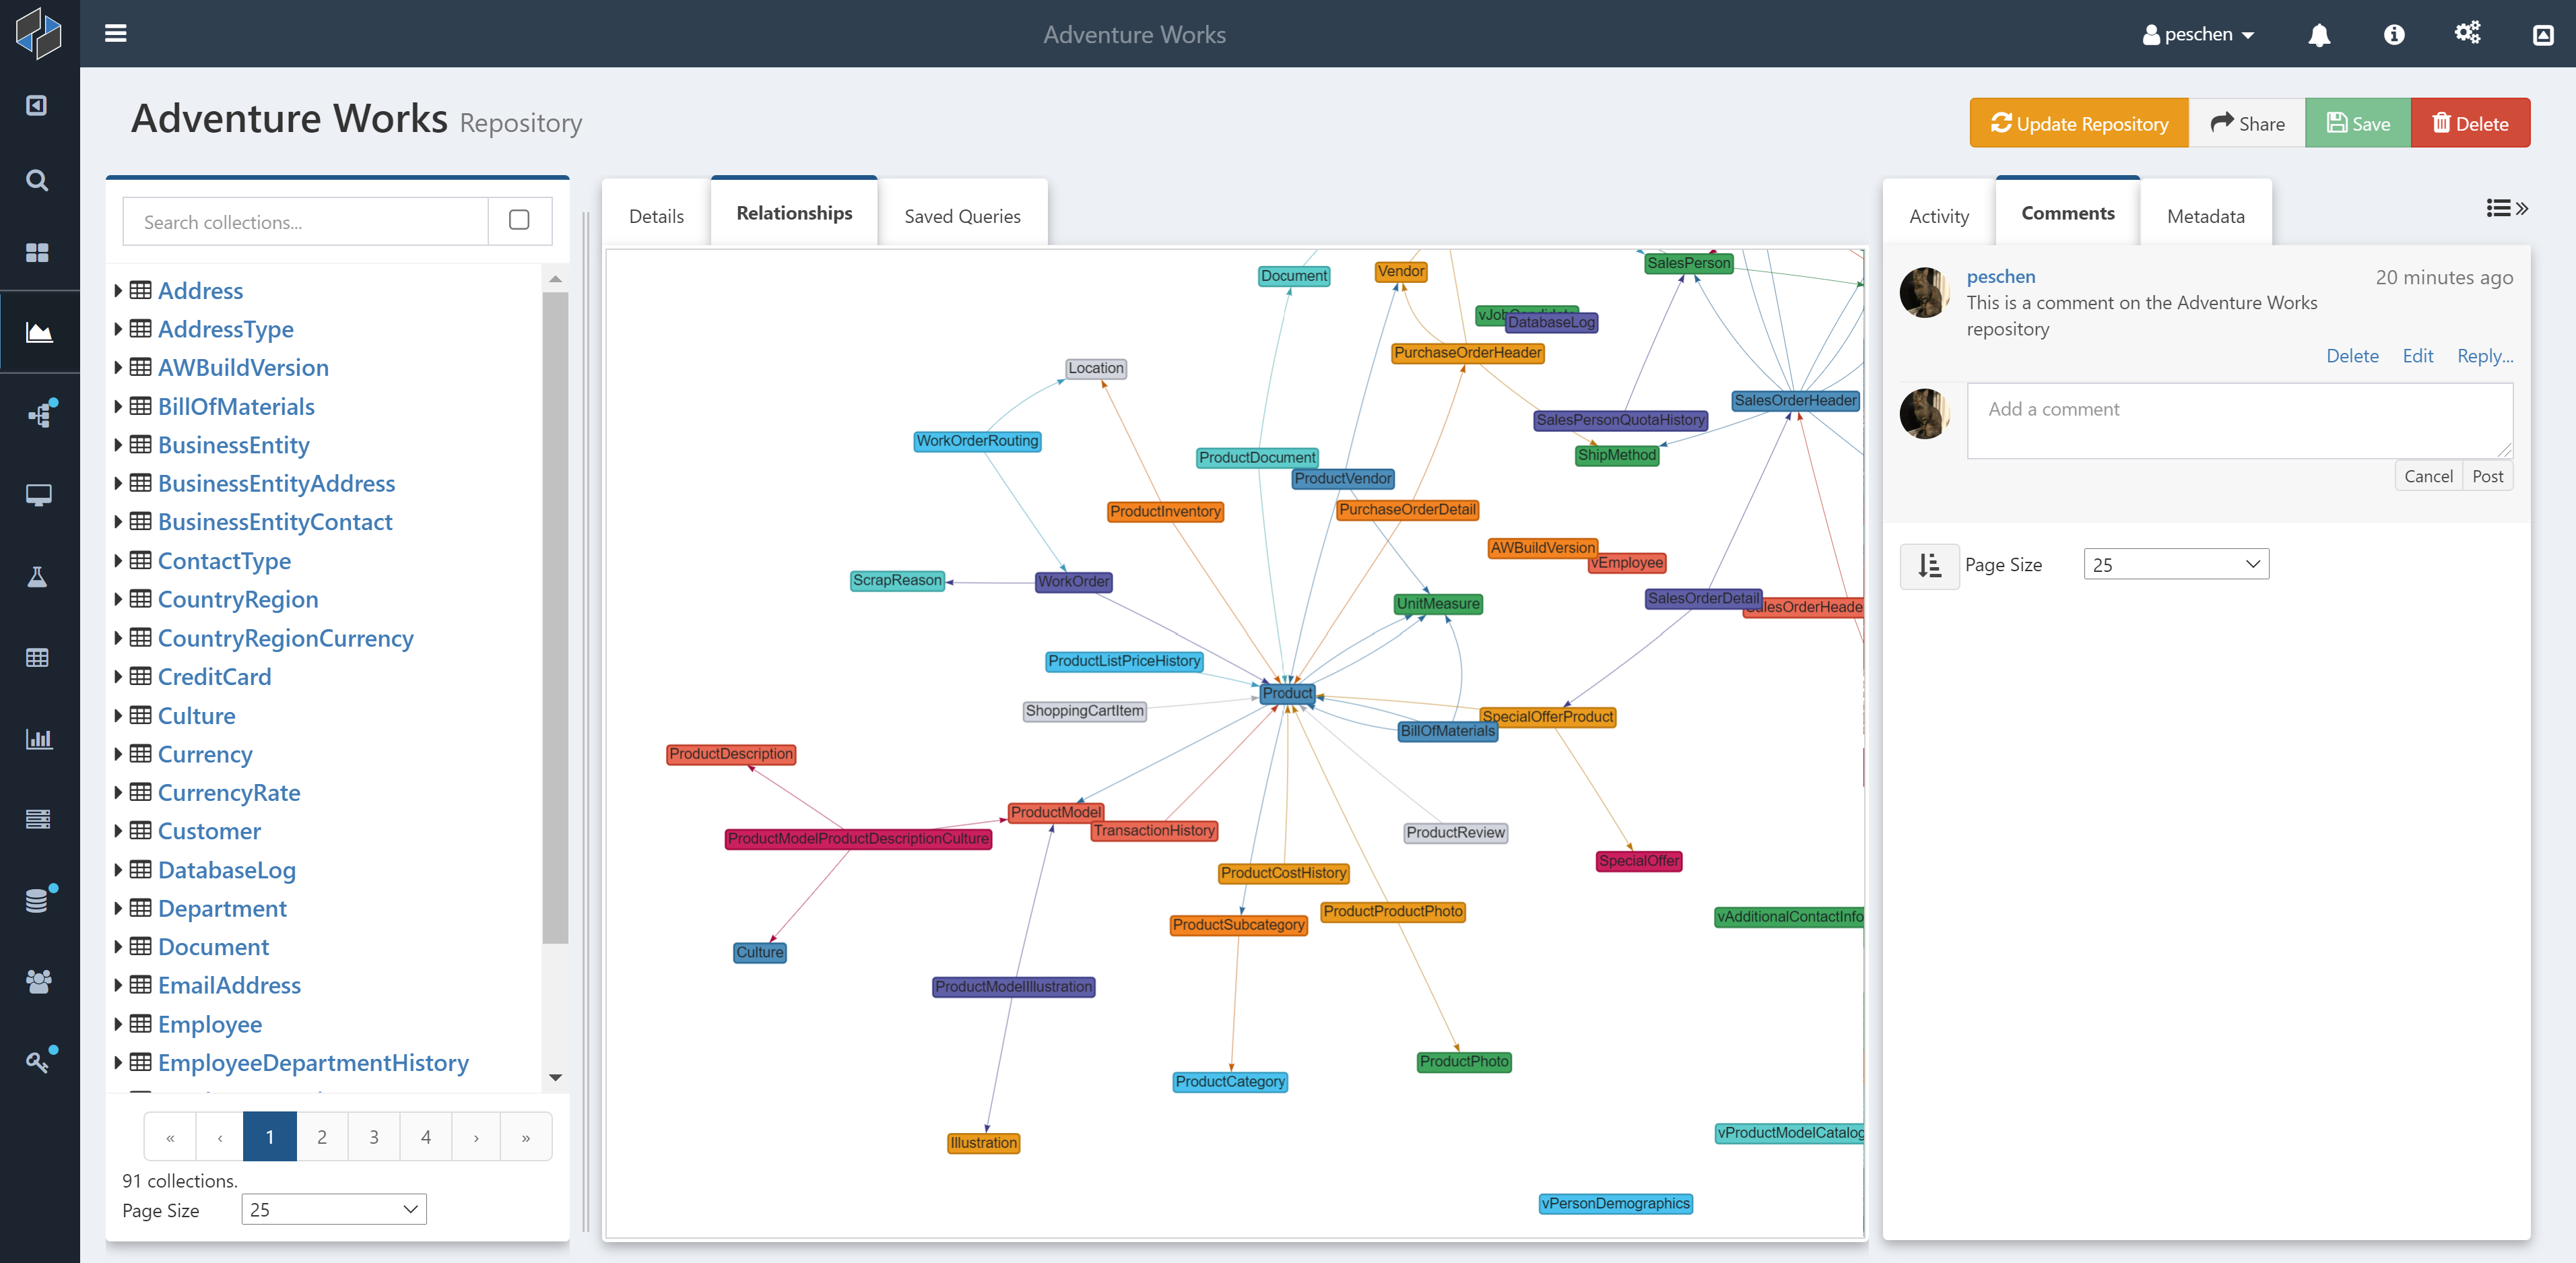 Adventure Works
peschen
Adventure Works Repository
Update Repository
Share
Save
Delete
Search collections...
Address
AddressType
AWBuildVersion
BillOfMaterials
BusinessEntity
BusinessEntityAddress
BusinessEntityContact
ContactType
CountryRegion
CountryRegionCurrency
CreditCard
Culture
Currency
CurrencyRate
Customer
DatabaseLog
Department
Document
EmailAddress
Employee
EmployeeDepartmentHistory
« ‹ 1 2 3 4 › »
91 collections.
Page Size 25
Details
Relationships
Saved Queries
Document
Vendor
SalesPerson
DatabaseLog
PurchaseOrderHeader
Location
SalesOrderHeader
SalesPersonQuotaHistory
WorkOrderRouting
ShipMethod
ProductDocument
ProductVendor
ProductInventory
PurchaseOrderDetail
AWBuildVersion
vEmployee
ScrapReason
WorkOrder
UnitMeasure
SalesOrderDetail
ProductListPriceHistory
Product
ShoppingCartItem
SpecialOfferProduct
BillOfMaterials
ProductDescription
ProductModel
TransactionHistory
ProductReview
ProductModelProductDescriptionCulture
SpecialOffer
ProductCostHistory
ProductProductPhoto
vAdditionalContactInfo
ProductSubcategory
Culture
ProductModelIllustration
ProductPhoto
ProductCategory
vProductModelCatalog
Illustration
vPersonDemographics
Activity
Comments
Metadata
peschen 20 minutes ago
This is a comment on the Adventure Works
repository
Delete Edit Reply...
Add a comment
Cancel Post
Page Size 25